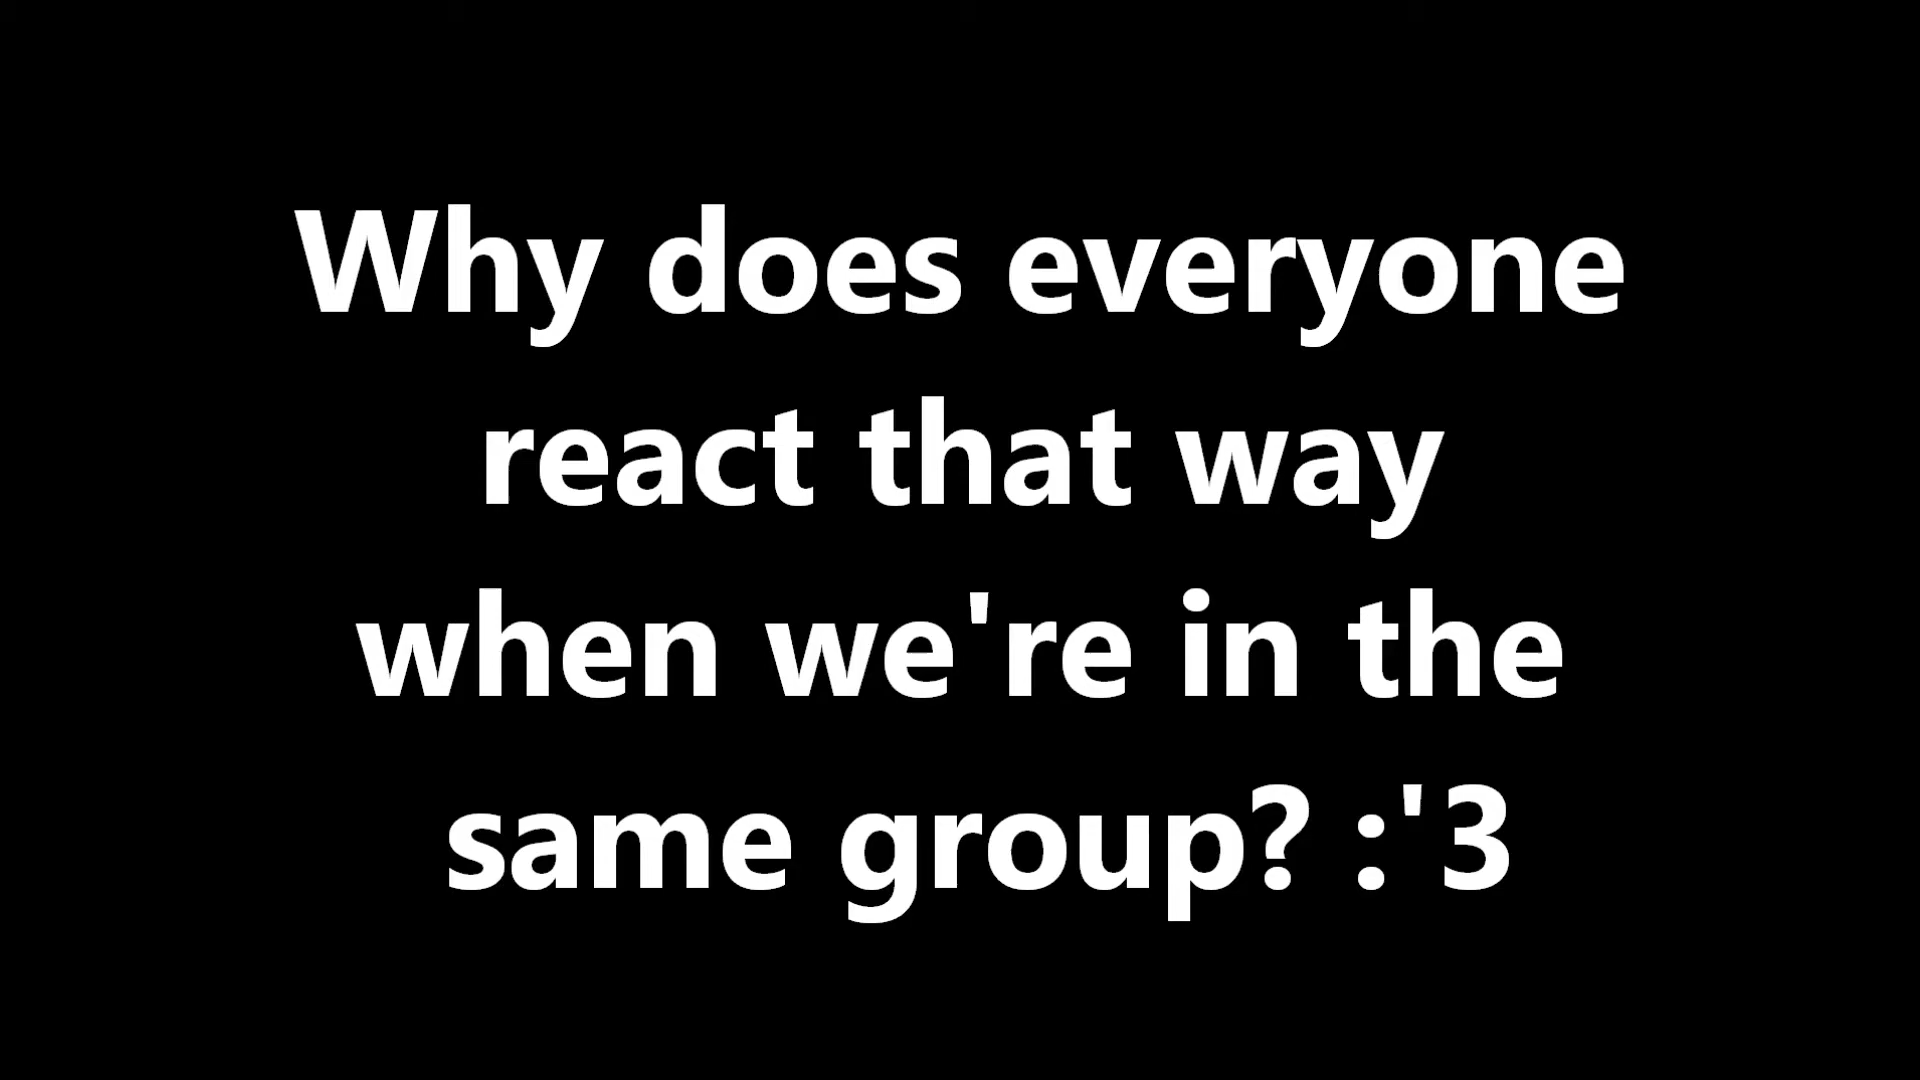 Why does everyone
react that way
when we're in the
same group? :'3